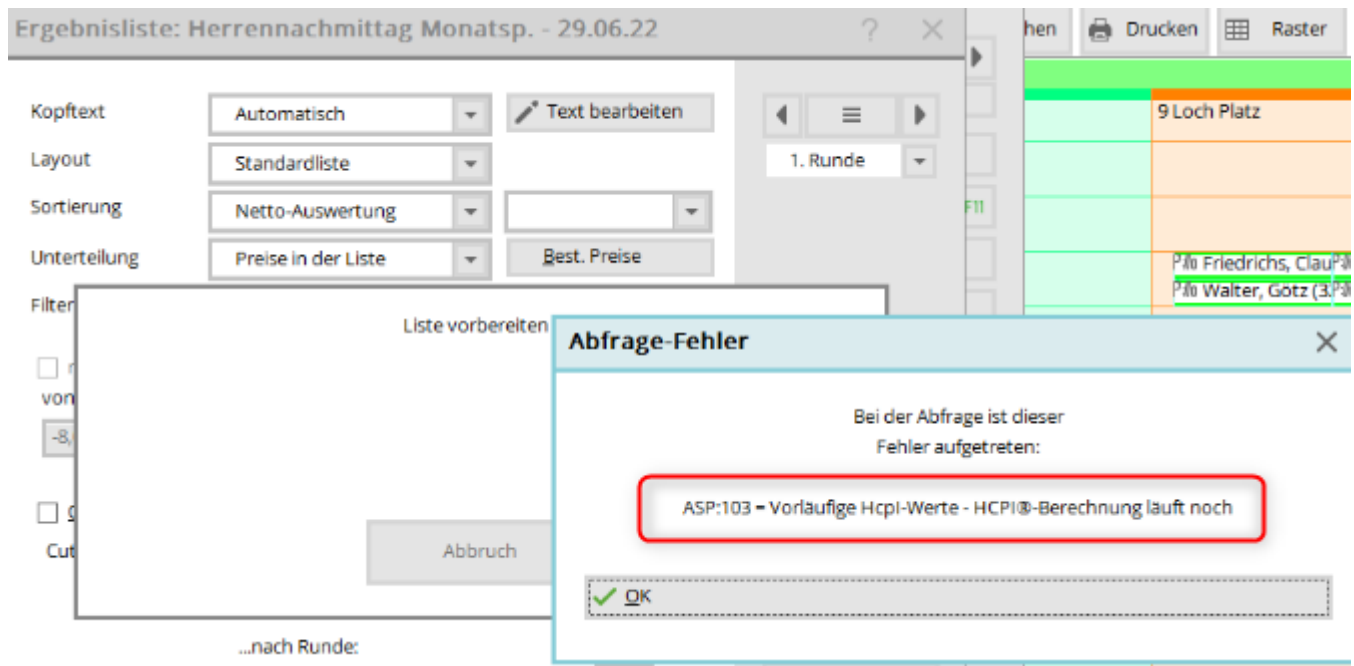 Ergebnisliste: Herrennachmittag Monatsp. - 29.06.22
?
hen
Drucken
Raster
Kopftext
Automatisch
Text bearbeiten
9 Loch Platz
Layout
Standardliste
1. Runde
Sortierung
Netto-Auswertung
F11
Unterteilung
Preise in der Liste
Best. Preise
Friedrichs, Clau
Walter, Götz (3.
Filter
Liste vorbereiten
Abfrage-Fehler
von
-8,
Bei der Abfrage ist dieser
Fehler aufgetreten:
ASP:103 = Vorläufige HcpI-Werte - HCPI®-Berechnung läuft noch
Cut
Abbruch
OK
...nach Runde: